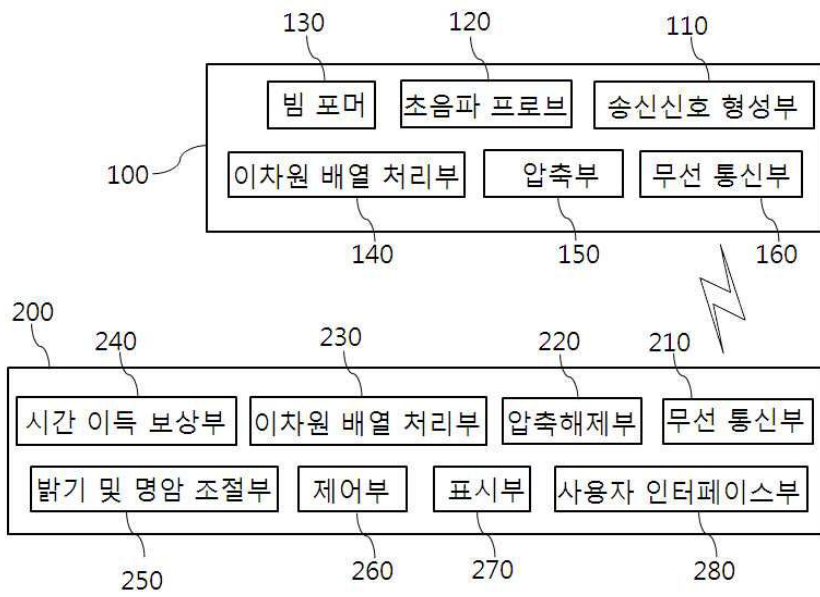 130 120 110
빔 포머 초음파 프로브 송신신호 형성부
100
이차원 배열 처리부 압축부 무선 통신부
140 150 160
200
240 230 220 210
시간 이득 보상부 이차원 배열 처리부 압축해제부 무선 통신부
밝기 및 명암 조절부 제어부 표시부 사용자 인터페이스부
250 260 270 280